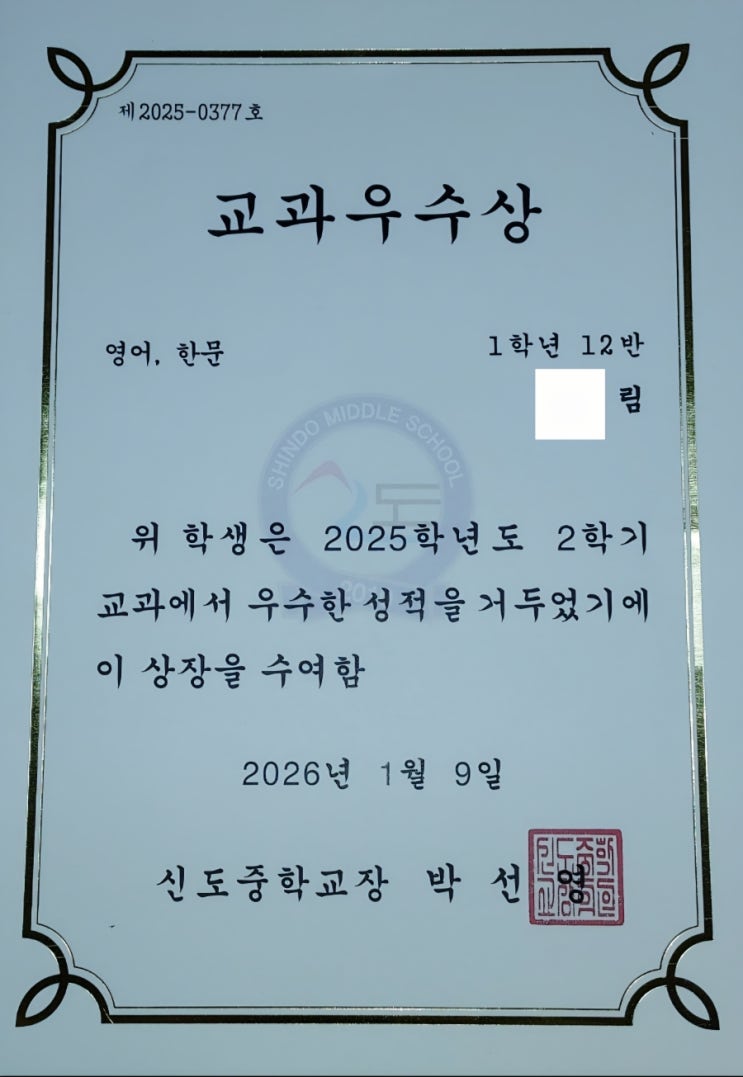 제2025-0377호
교과우수상
영어, 한문
1학년 12반
림
SHINDO MIDDLE SCHOOL
도
위 학생은 2025학년도 2학기
교과에서 우수한 성적을 거두었기에
이 상장을 수여함
2026년 1월 9일
신도중학교장 박 선 영